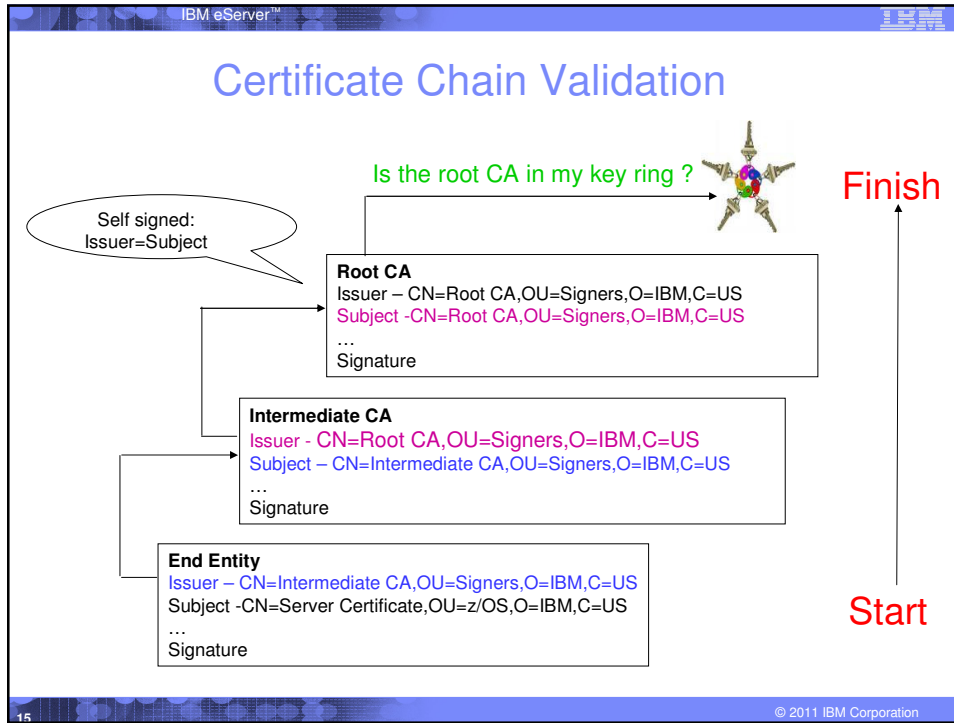 IBM eServer™
IBM
Certificate Chain Validation
Is the root CA in my key ring ?
Finish
Self signed:
Issuer=Subject
Root CA
Issuer – CN=Root CA,OU=Signers,O=IBM,C=US
Subject -CN=Root CA,OU=Signers,O=IBM,C=US
…
Signature
Intermediate CA
Issuer - CN=Root CA,OU=Signers,O=IBM,C=US
Subject – CN=Intermediate CA,OU=Signers,O=IBM,C=US
…
Signature
End Entity
Issuer – CN=Intermediate CA,OU=Signers,O=IBM,C=US
Subject -CN=Server Certificate,OU=z/OS,O=IBM,C=US
…
Signature
Start
15
© 2011 IBM Corporation